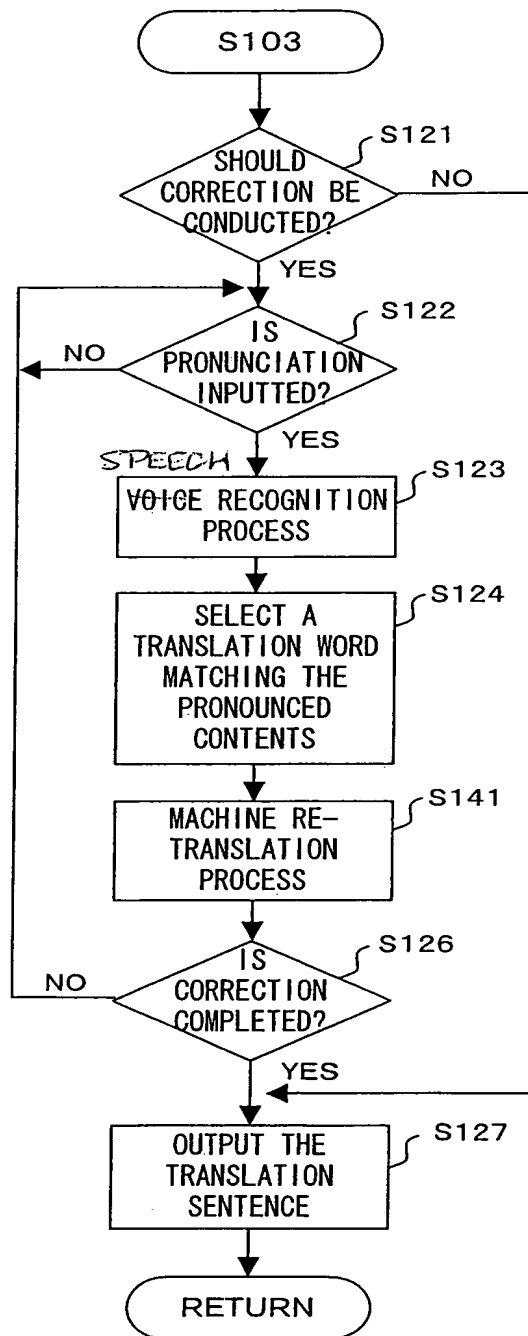 S103
S121
SHOULD
CORRECTION BE
CONDUCTED?
NO
YES
S122
IS
PRONUNCIATION
INPUTTED?
NO
YES
SPEECH
S123
VOICE RECOGNITION
PROCESS
S124
SELECT A
TRANSLATION WORD
MATCHING THE
PRONOUNCED
CONTENTS
S141
MACHINE RE-
TRANSLATION
PROCESS
S126
IS
CORRECTION
COMPLETED?
NO
YES
S127
OUTPUT THE
TRANSLATION
SENTENCE
RETURN